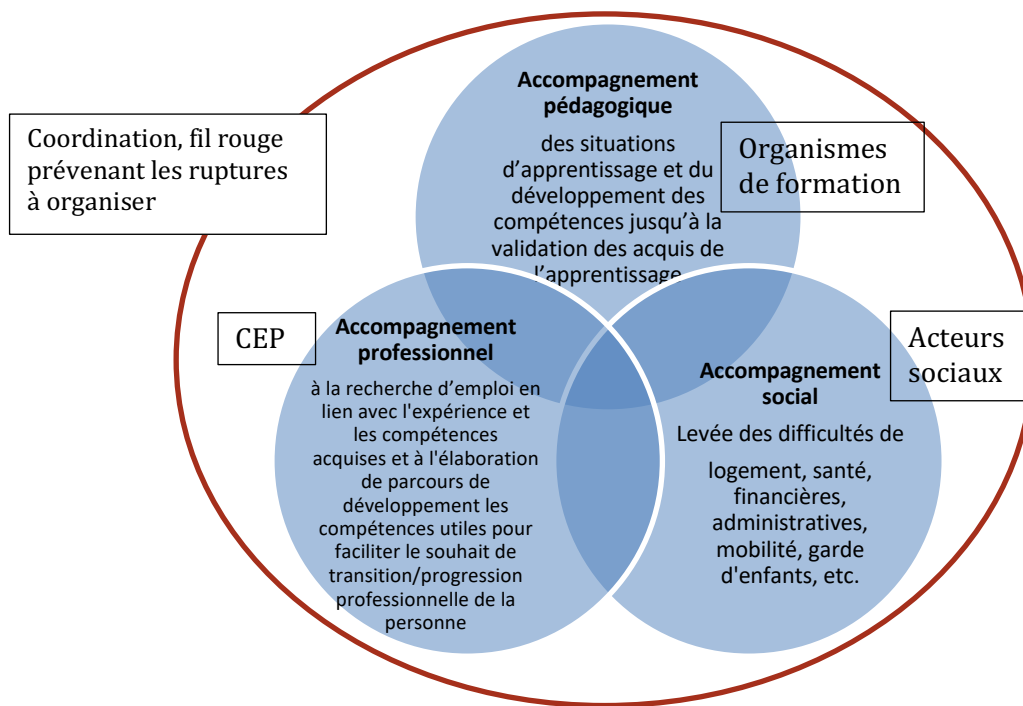 Coordination, fil rouge
prévenant les ruptures
à organiser
Accompagnement
pédagogique
des situations
d’apprentissage et du
développement des
compétences jusqu’à la
validation des acquis de
l’apprentissage
Organismes
de formation
CEP
Accompagnement
professionnel
à la recherche d’emploi en
lien avec l'expérience et
les compétences
acquises et à l'élaboration
de parcours de
développement les
compétences utiles pour
faciliter le souhait de
transition/progression
professionnelle de la
personne
Acteurs
sociaux
Accompagnement
social
Levée des difficultés de
logement, santé,
financières,
administratives,
mobilité, garde
d'enfants, etc.